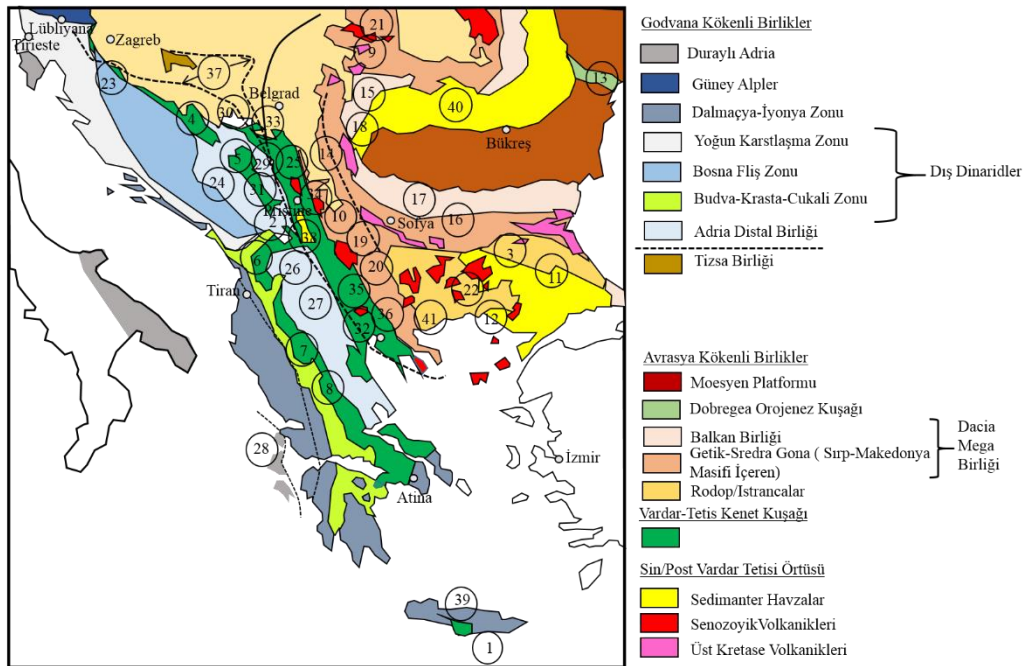 Lübliyana
Tirieste
Zagreb
Belgrad
Bükreş
Sofya
Tiran
İzmir
Atina
21
9
13
37
23
15
40
30
33
4
18
5
29
25
14
24
31
17
10
16
2
38
19
3
6
26
20
11
27
35
22
36
41
12
32
7
8
28
39
1
Godvana Kökenli Birlikler
Duraylı Adria
Güney Alpler
Dalmaçya-İyonya Zonu
Yoğun Karstlaşma Zonu
Bosna Fliş Zonu
Budva-Krasta-Cukali Zonu
Dış Dinaridler
Adria Distal Birliği
Tizsa Birliği
Avrasya Kökenli Birlikler
Moesyen Platformu
Dobregea Orojenez Kuşağı
Balkan Birliği
Getik-Sredra Gona ( Sırp-Makedonya
Masifi İçeren)
Dacia
Mega
Birliği
Rodop/Istrancalar
Vardar-Tetis Kenet Kuşağı
Sin/Post Vardar Tetisi Örtüsü
Sedimanter Havzalar
SenozoyikVolkanikleri
Üst Kretase Volkanikleri